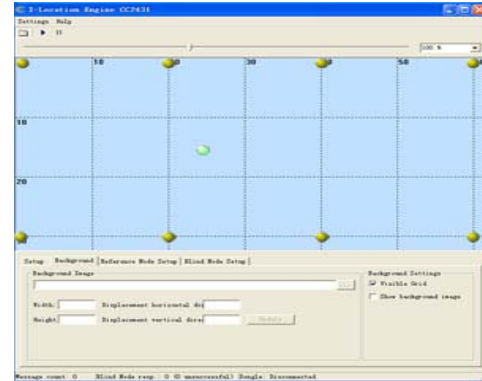 Z-Location Engine CC2431
Settings Help
100 %
10 30 50
10
20
Setup Background Reference Node Setup Blind Node Setup
Background Image
...
Width: Displacement horizontal dir
Height: Displacement vertical direc Update
Background Settings
Visible Grid
Show background image
Message count: 0 Blind Node resp.: 0 (0 unsuccessful) Dongle: Disconnected